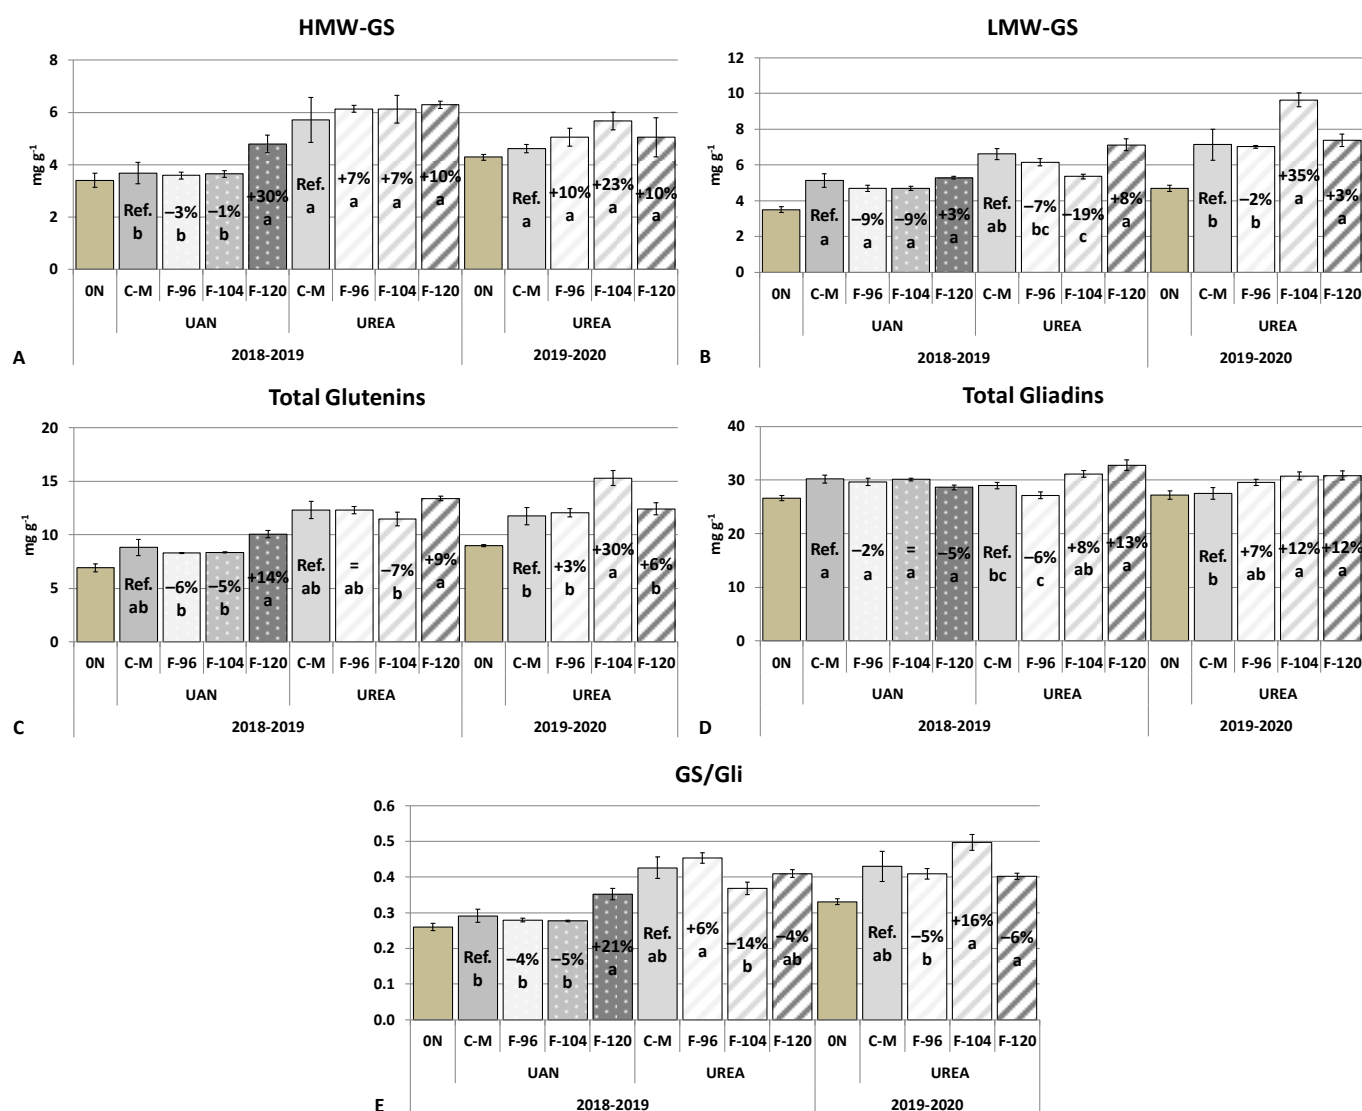 HMW-GS
8
6
4
2
0
mg g-1
Ref. b
–3% b
–1% b
+30% a
Ref. a
+7% a
+7% a
+10% a
Ref. a
+10% a
+23% a
+10% a
0N C-M F-96 F-104 F-120 C-M F-96 F-104 F-120 0N C-M F-96 F-104 F-120
UAN UREA UREA
2018-2019 2019-2020
A
LMW-GS
12
10
8
6
4
2
0
mg g-1
Ref. a
–9% a
–9% a
+3% a
Ref. ab
–7% bc
–19% c
+8% a
Ref. b
–2% b
+35% a
+3% a
0N C-M F-96 F-104 F-120 C-M F-96 F-104 F-120 0N C-M F-96 F-104 F-120
UAN UREA UREA
2018-2019 2019-2020
B
Total Glutenins
20
15
10
5
0
mg g-1
Ref. ab
–6% b
–5% b
+14% a
Ref. ab
= ab
–7% b
+9% a
Ref. b
+3% b
+30% a
+6% b
0N C-M F-96 F-104 F-120 C-M F-96 F-104 F-120 0N C-M F-96 F-104 F-120
UAN UREA UREA
2018-2019 2019-2020
C
Total Gliadins
40
30
20
10
0
mg g-1
Ref. a
–2% a
= a
–5% a
Ref. bc
–6% c
+8% ab
+13% a
Ref. b
+7% ab
+12% a
+12% a
0N C-M F-96 F-104 F-120 C-M F-96 F-104 F-120 0N C-M F-96 F-104 F-120
UAN UREA UREA
2018-2019 2019-2020
D
GS/Gli
0.6
0.5
0.4
0.3
0.2
0.1
0.0
Ref. b
–4% b
–5% b
+21% a
Ref. ab
+6% a
–14% b
–4% ab
Ref. ab
–5% b
+16% a
–6% a
0N C-M F-96 F-104 F-120 C-M F-96 F-104 F-120 0N C-M F-96 F-104 F-120
UAN UREA UREA
2018-2019 2019-2020
E